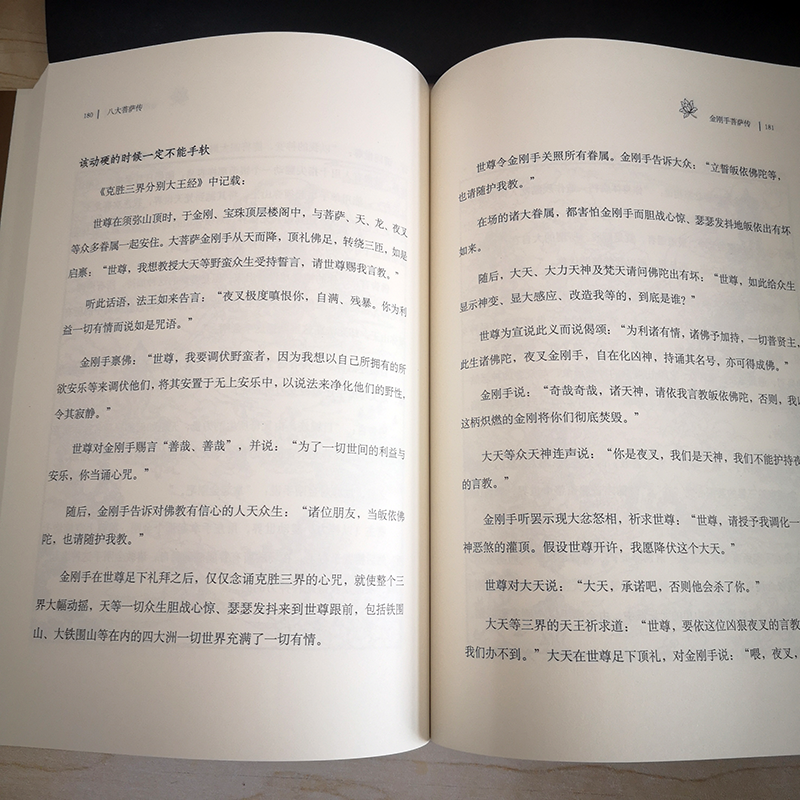 180 八大菩萨传
该动硬的时候一定不能手软
《克胜三界分别大王经》中记载：
世尊在须弥山顶时，于金刚、宝珠顶层楼阁中，与菩萨、天、龙、夜叉
等众多眷属一起安住。大菩萨金刚手从天而降，顶礼佛足，转绕三匝，如是
启禀：“世尊，我想教授大天等野蛮众生受持誓言，请世尊赐我言教。”
听此话语，法王如来告言：“夜叉极度嗔恨你，自满、残暴。你为利
益一切有情而说如是咒语。”
金刚手禀佛：“世尊，我要调伏野蛮者，因为我想以自己所拥有的所
欲安乐等来调伏他们，将其安置于无上安乐中，以说法来净化他们的野性，
令其寂静。”
世尊对金刚手赐言“善哉、善哉”，并说：“为了一切世间的利益与
安乐，你当诵心咒。”
随后，金刚手告诉对佛教有信心的人天众生：“诸位朋友，当皈依佛
陀，也请随护我教。”
金刚手在世尊足下礼拜之后，仅仅念诵克胜三界的心咒，就使整个三
界大幅动摇，天等一切众生胆战心惊、瑟瑟发抖来到世尊跟前，包括铁围
山、大铁围山等在内的四大洲一切世界充满了一切有情。
金刚手菩萨传 181
世尊令金刚手关照所有眷属。金刚手告诉大众：“立誓皈依佛陀等，
也请随护我教。”
在场的诸大眷属，都害怕金刚手而胆战心惊、瑟瑟发抖地皈依出有坏
如来。
随后，大天、大力天神及梵天请问佛陀出有坏：“世尊，如此给众生
显示神变、显大感应、改造我等的，到底是谁？”
世尊为宣说此义而说偈颂：“为利诸有情，诸佛予加持，一切普贤主，
此生诸佛陀，夜叉金刚手，自在化凶神，持诵其名号，亦可得成佛。”
金刚手说：“奇哉奇哉，诸天神，请依我言教皈依佛陀，否则，我
这柄炽燃的金刚将你们彻底焚毁。”
大天等众天神连声说：“你是夜叉，我们是天神，我们不能护持夜
的言教。”
金刚手听罢示现大忿怒相，祈求世尊：“世尊，请授予我调化一
神恶煞的灌顶。假设世尊开许，我愿降伏这个大天。”
世尊对大天说：“大天，承诺吧，否则他会杀了你。”
大天等三界的天王祈求道：“世尊，要依这位凶狠夜叉的言教
我们办不到。”大天在世尊足下顶礼，对金刚手说：“喂，夜叉，